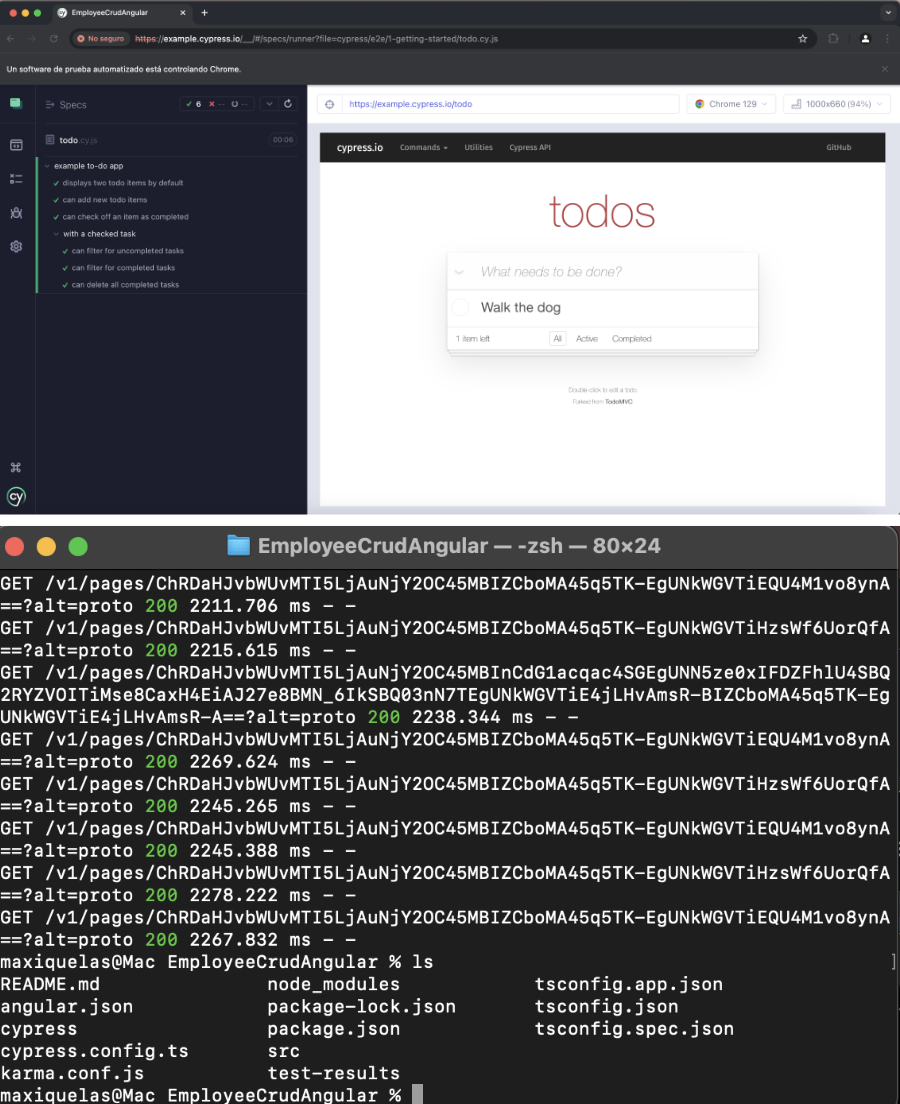 EmployeeCrudAngular
No seguro https://example.cypress.io/__/#/specs/runner?file=cypress/e2e/1-getting-started/todo.cy.js
Un software de prueba automatizado está controlando Chrome.
Specs 6 -- --
todo.cy.js 00:06
example to-do app
displays two todo items by default
can add new todo items
can check off an item as completed
with a checked task
can filter for uncompleted tasks
can filter for completed tasks
can delete all completed tasks
cy
https://example.cypress.io/todo Chrome 129 1000x660 (94%)
cypress.io Commands Utilities Cypress API GitHub
todos
What needs to be done?
Walk the dog
1 item left All Active Completed
Double-click to edit a todo
Forked from TodoMVC
EmployeeCrudAngular — -zsh — 80×24
GET /v1/pages/ChRDaHJvbWUvMTI5LjAuNjY2OC45MBIZCboMA45q5TK-EgUNkWGVTiEQU4M1vo8ynA
==?alt=proto 200 2211.706 ms - -
GET /v1/pages/ChRDaHJvbWUvMTI5LjAuNjY2OC45MBIZCboMA45q5TK-EgUNkWGVTiHzsWf6UorQfA
==?alt=proto 200 2215.615 ms - -
GET /v1/pages/ChRDaHJvbWUvMTI5LjAuNjY2OC45MBInCdG1acqac4SGEgUNN5ze0xIFDZFhlU4SBQ
2RYZVOITiMse8CaxH4EiAJ27e8BMN_6IkSBQ03nN7TEgUNkWGVTiE4jLHvAmsR-BIZCboMA45q5TK-Eg
UNkWGVTiE4jLHvAmsR-A==?alt=proto 200 2238.344 ms - -
GET /v1/pages/ChRDaHJvbWUvMTI5LjAuNjY2OC45MBIZCboMA45q5TK-EgUNkWGVTiEQU4M1vo8ynA
==?alt=proto 200 2269.624 ms - -
GET /v1/pages/ChRDaHJvbWUvMTI5LjAuNjY2OC45MBIZCboMA45q5TK-EgUNkWGVTiHzsWf6UorQfA
==?alt=proto 200 2245.265 ms - -
GET /v1/pages/ChRDaHJvbWUvMTI5LjAuNjY2OC45MBIZCboMA45q5TK-EgUNkWGVTiEQU4M1vo8ynA
==?alt=proto 200 2245.388 ms - -
GET /v1/pages/ChRDaHJvbWUvMTI5LjAuNjY2OC45MBIZCboMA45q5TK-EgUNkWGVTiHzsWf6UorQfA
==?alt=proto 200 2278.222 ms - -
GET /v1/pages/ChRDaHJvbWUvMTI5LjAuNjY2OC45MBIZCboMA45q5TK-EgUNkWGVTiEQU4M1vo8ynA
==?alt=proto 200 2267.832 ms - -
maxiquelas@Mac EmployeeCrudAngular % ls
README.md node_modules tsconfig.app.json
angular.json package-lock.json tsconfig.json
cypress package.json tsconfig.spec.json
cypress.config.ts src
karma.conf.js test-results
maxiquelas@Mac EmployeeCrudAngular %